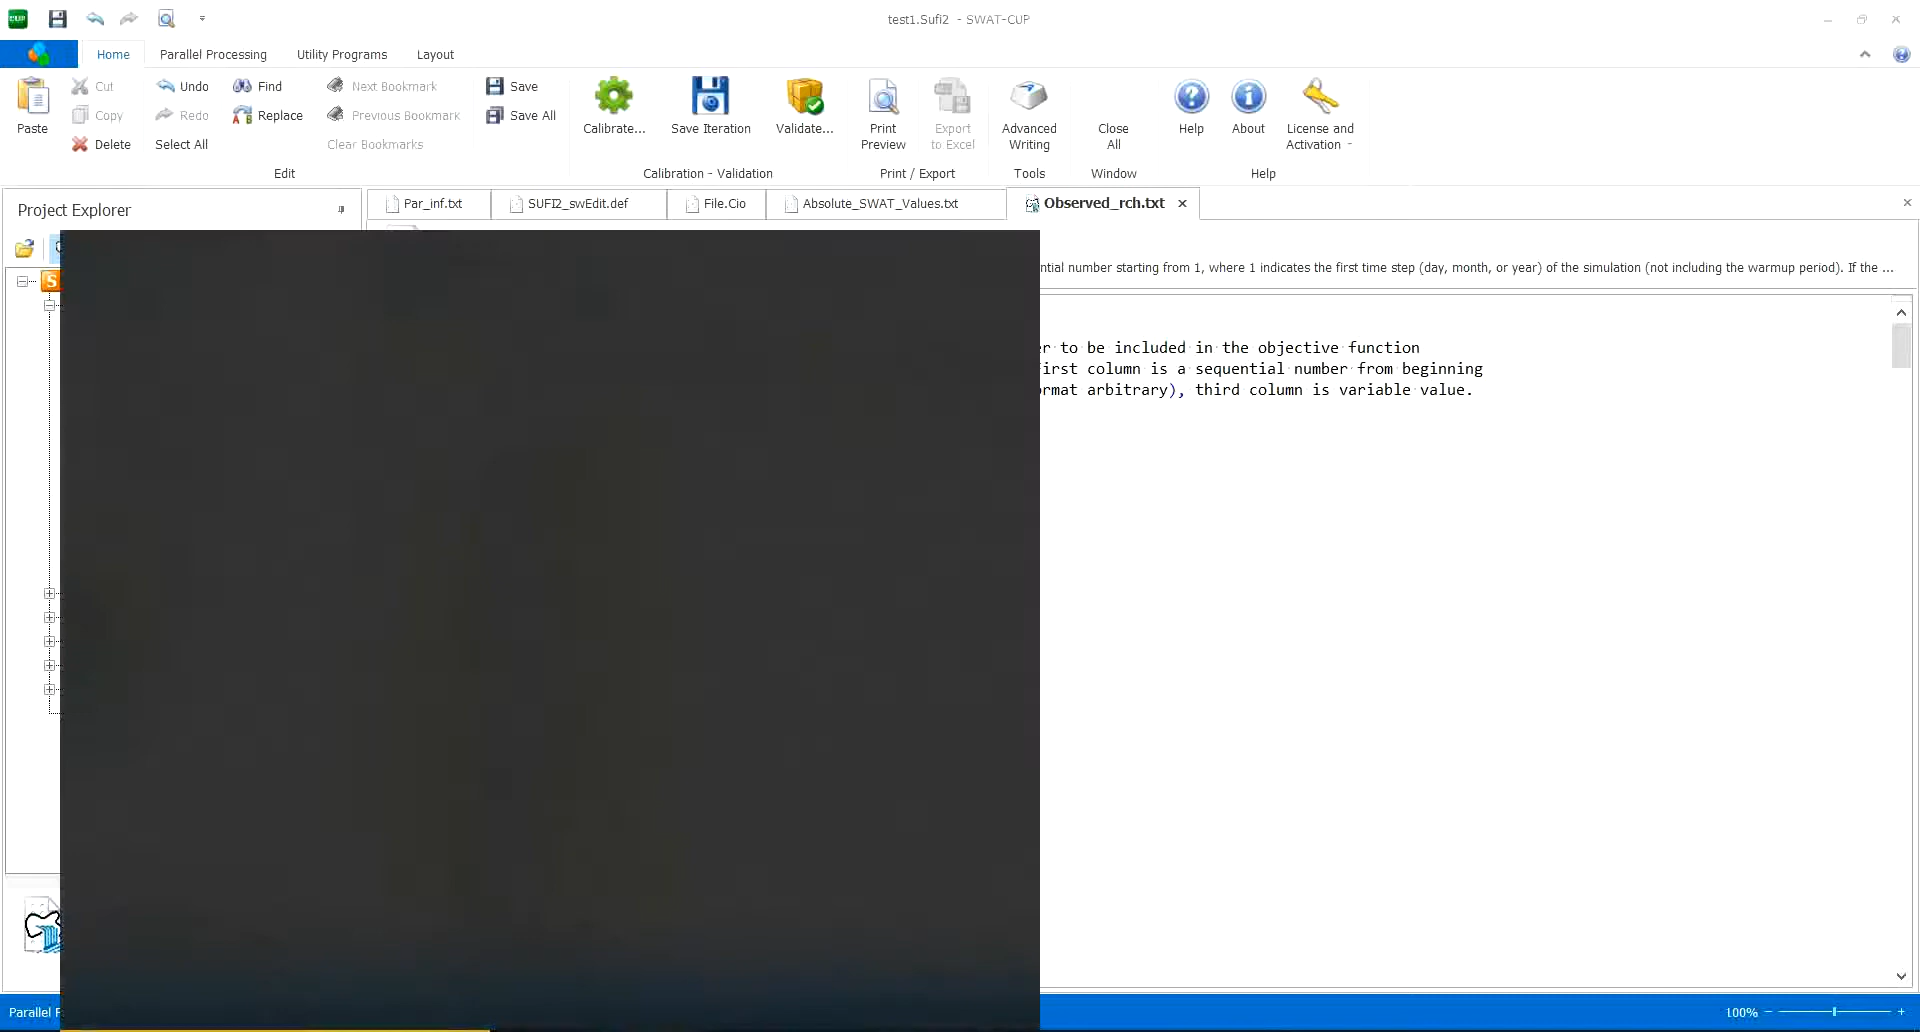 CUP
test1.Sufi2 - SWAT-CUP
Home Parallel Processing Utility Programs Layout
Cut Undo Find Next Bookmark Save
Copy Redo Replace Previous Bookmark Save All
Paste Delete Select All Clear Bookmarks
Calibrate... Save Iteration Validate... Print Preview Export to Excel Advanced Writing Close All Help About License and Activation
Edit Calibration - Validation Print / Export Tools Window Help
Project Explorer
Par_inf.txt SUFI2_swEdit.def File.Cio Absolute_SWAT_Values.txt Observed_rch.txt
ntial number starting from 1, where 1 indicates the first time step (day, month, or year) of the simulation (not including the warmup period). If the ...
S
er to be included in the objective function
first column is a sequential number from beginning
ormat arbitrary), third column is variable value.
Parallel
100%